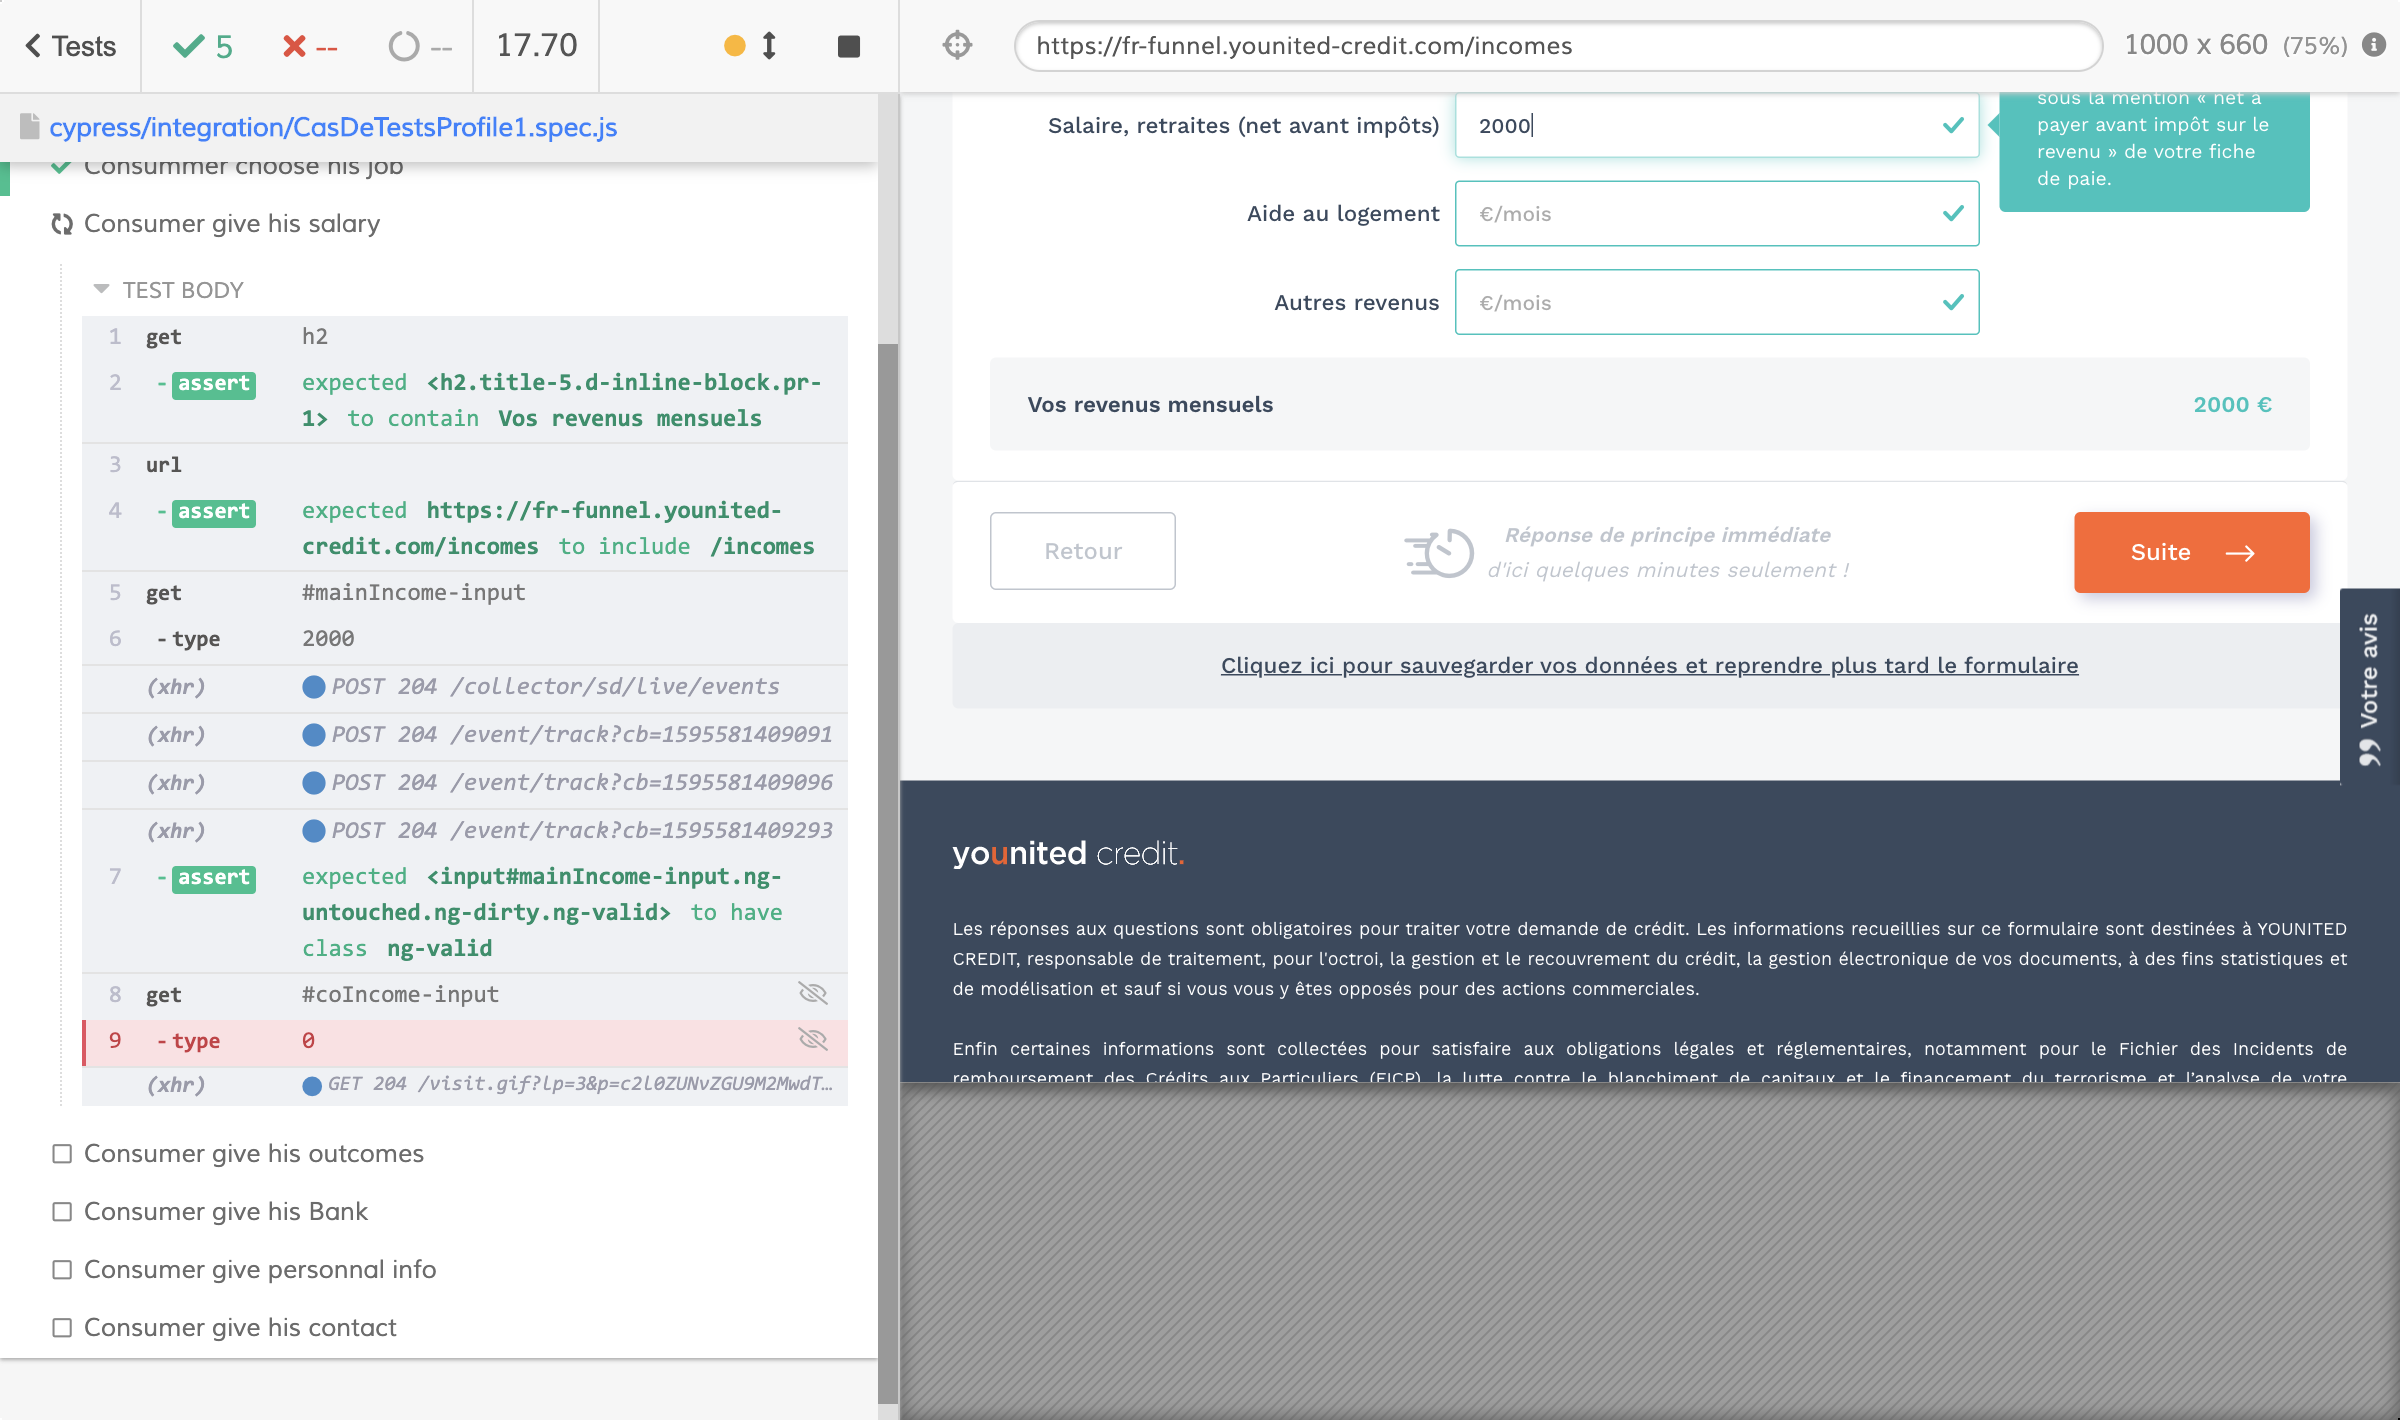 Tests
5
--
--
17.70
https://fr-funnel.younited-credit.com/incomes
1000 x 660 (75%)
cypress/integration/CasDeTestsProfile1.spec.js
Consummer choose his job
Consumer give his salary
TEST BODY
1 get h2
2 -assert expected <h2.title-5.d-inline-block.pr-
1> to contain Vos revenus mensuels
3 url
4 -assert expected https://fr-funnel.younited-
credit.com/incomes to include /incomes
5 get #mainIncome-input
6 -type 2000
(xhr) POST 204 /collector/sd/live/events
(xhr) POST 204 /event/track?cb=1595581409091
(xhr) POST 204 /event/track?cb=1595581409096
(xhr) POST 204 /event/track?cb=1595581409293
7 -assert expected <input#mainIncome-input.ng-
untouched.ng-dirty.ng-valid> to have
class ng-valid
8 get #coIncome-input
9 -type 0
(xhr) GET 204 /visit.gif?lp=3&p=c2l0ZUNvZGU9M2MwdT...
Consumer give his outcomes
Consumer give his Bank
Consumer give personnal info
Consumer give his contact
Salaire, retraites (net avant impôts)
2000
sous la mention « net à
payer avant impôt sur le
revenu » de votre fiche
de paie.
Aide au logement
€/mois
Autres revenus
€/mois
Vos revenus mensuels
2000 €
Retour
Réponse de principe immédiate
d'ici quelques minutes seulement !
Suite
Cliquez ici pour sauvegarder vos données et reprendre plus tard le formulaire
Votre avis
younited credit.
Les réponses aux questions sont obligatoires pour traiter votre demande de crédit. Les informations recueillies sur ce formulaire sont destinées à YOUNITED
CREDIT, responsable de traitement, pour l'octroi, la gestion et le recouvrement du crédit, la gestion électronique de vos documents, à des fins statistiques et
de modélisation et sauf si vous vous y êtes opposés pour des actions commerciales.
Enfin certaines informations sont collectées pour satisfaire aux obligations légales et réglementaires, notamment pour le Fichier des Incidents de
remboursement des Crédits aux Particuliers (FICP), la lutte contre le blanchiment de capitaux et le financement du terrorisme et l'analyse de votre